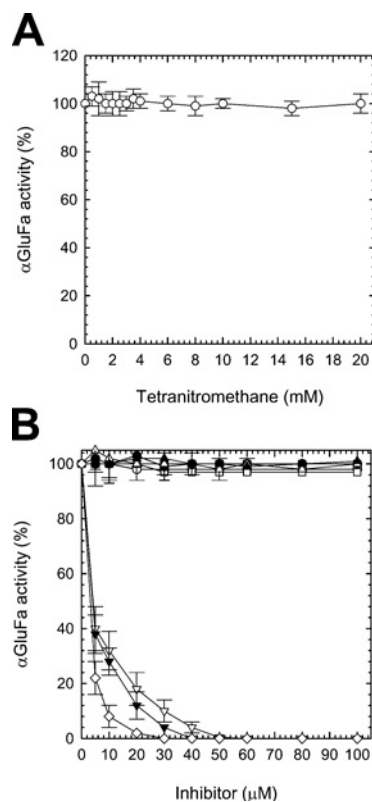 A
120
100
80
60
40
20
0
αGluFa activity (%)
0 2 4 6 8 10 12 14 16 18 20
Tetranitromethane (mM)
B
100
80
60
40
20
0
αGluFa activity (%)
0 10 20 30 40 50 60 70 80 90 100
Inhibitor (μM)